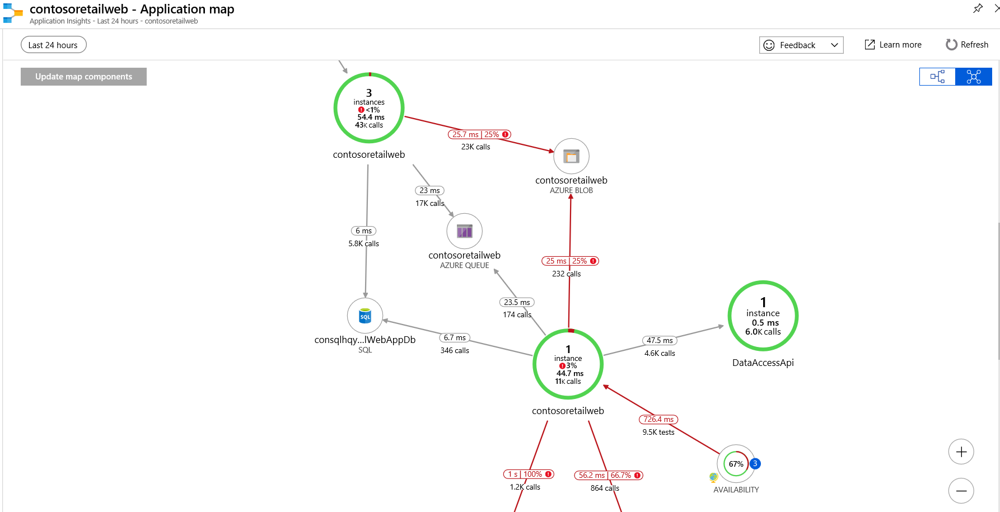 contosoretailweb - Application map
Application Insights - Last 24 hours - contosoretailweb
Last 24 hours
Feedback
Learn more
Refresh
Update map components
3
instances
<1%
54.4 ms
43K calls
contosoretailweb
25.7 ms | 25%
23K calls
contosoretailweb
AZURE BLOB
23 ms
17K calls
contosoretailweb
AZURE QUEUE
6 ms
5.8K calls
25 ms | 25%
232 calls
23.5 ms
174 calls
SQL
consqlhqy...lWebAppDb
SQL
6.7 ms
346 calls
1
instance
3%
44.7 ms
11K calls
contosoretailweb
47.5 ms
4.6K calls
1
instance
0.5 ms
6.0K calls
DataAccessApi
726.4 ms
9.5K tests
67%
3
AVAILABILITY
1 s | 100%
1.2K calls
56.2 ms | 66.7%
864 calls